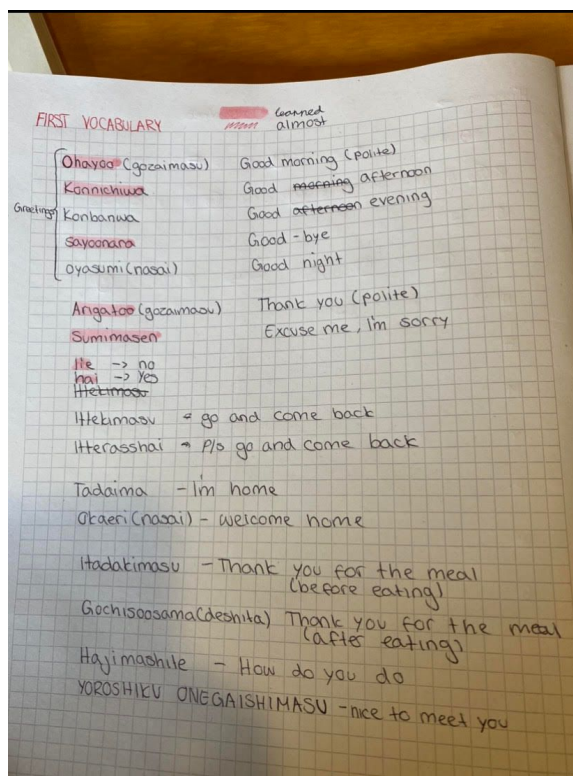 FIRST VOCABULARY
learned
almost
Greetings
Ohayoo (gozaimasu) Good morning (polite)
Konnichiwa Good morning afternoon
Konbanwa Good afternoon evening
Sayoonara Good-bye
Oyasumi (nasai) Good night
Arigatoo (gozaimasu) Thank you (polite)
Sumimasen Excuse me, I'm sorry
Iie -> no
hai -> Yes
Ittekimasu
Ittekimasu = go and come back
Itterasshai = Pls go and come back
Tadaima - I'm home
Okaeri (nasai) - welcome home
Itadakimasu - Thank you for the meal
(before eating)
Gochisoosama (deshita) Thank you for the meal
(after eating)
Hajimashile - How do you do
YOROSHIKU ONEGAISHIMASU - nice to meet you